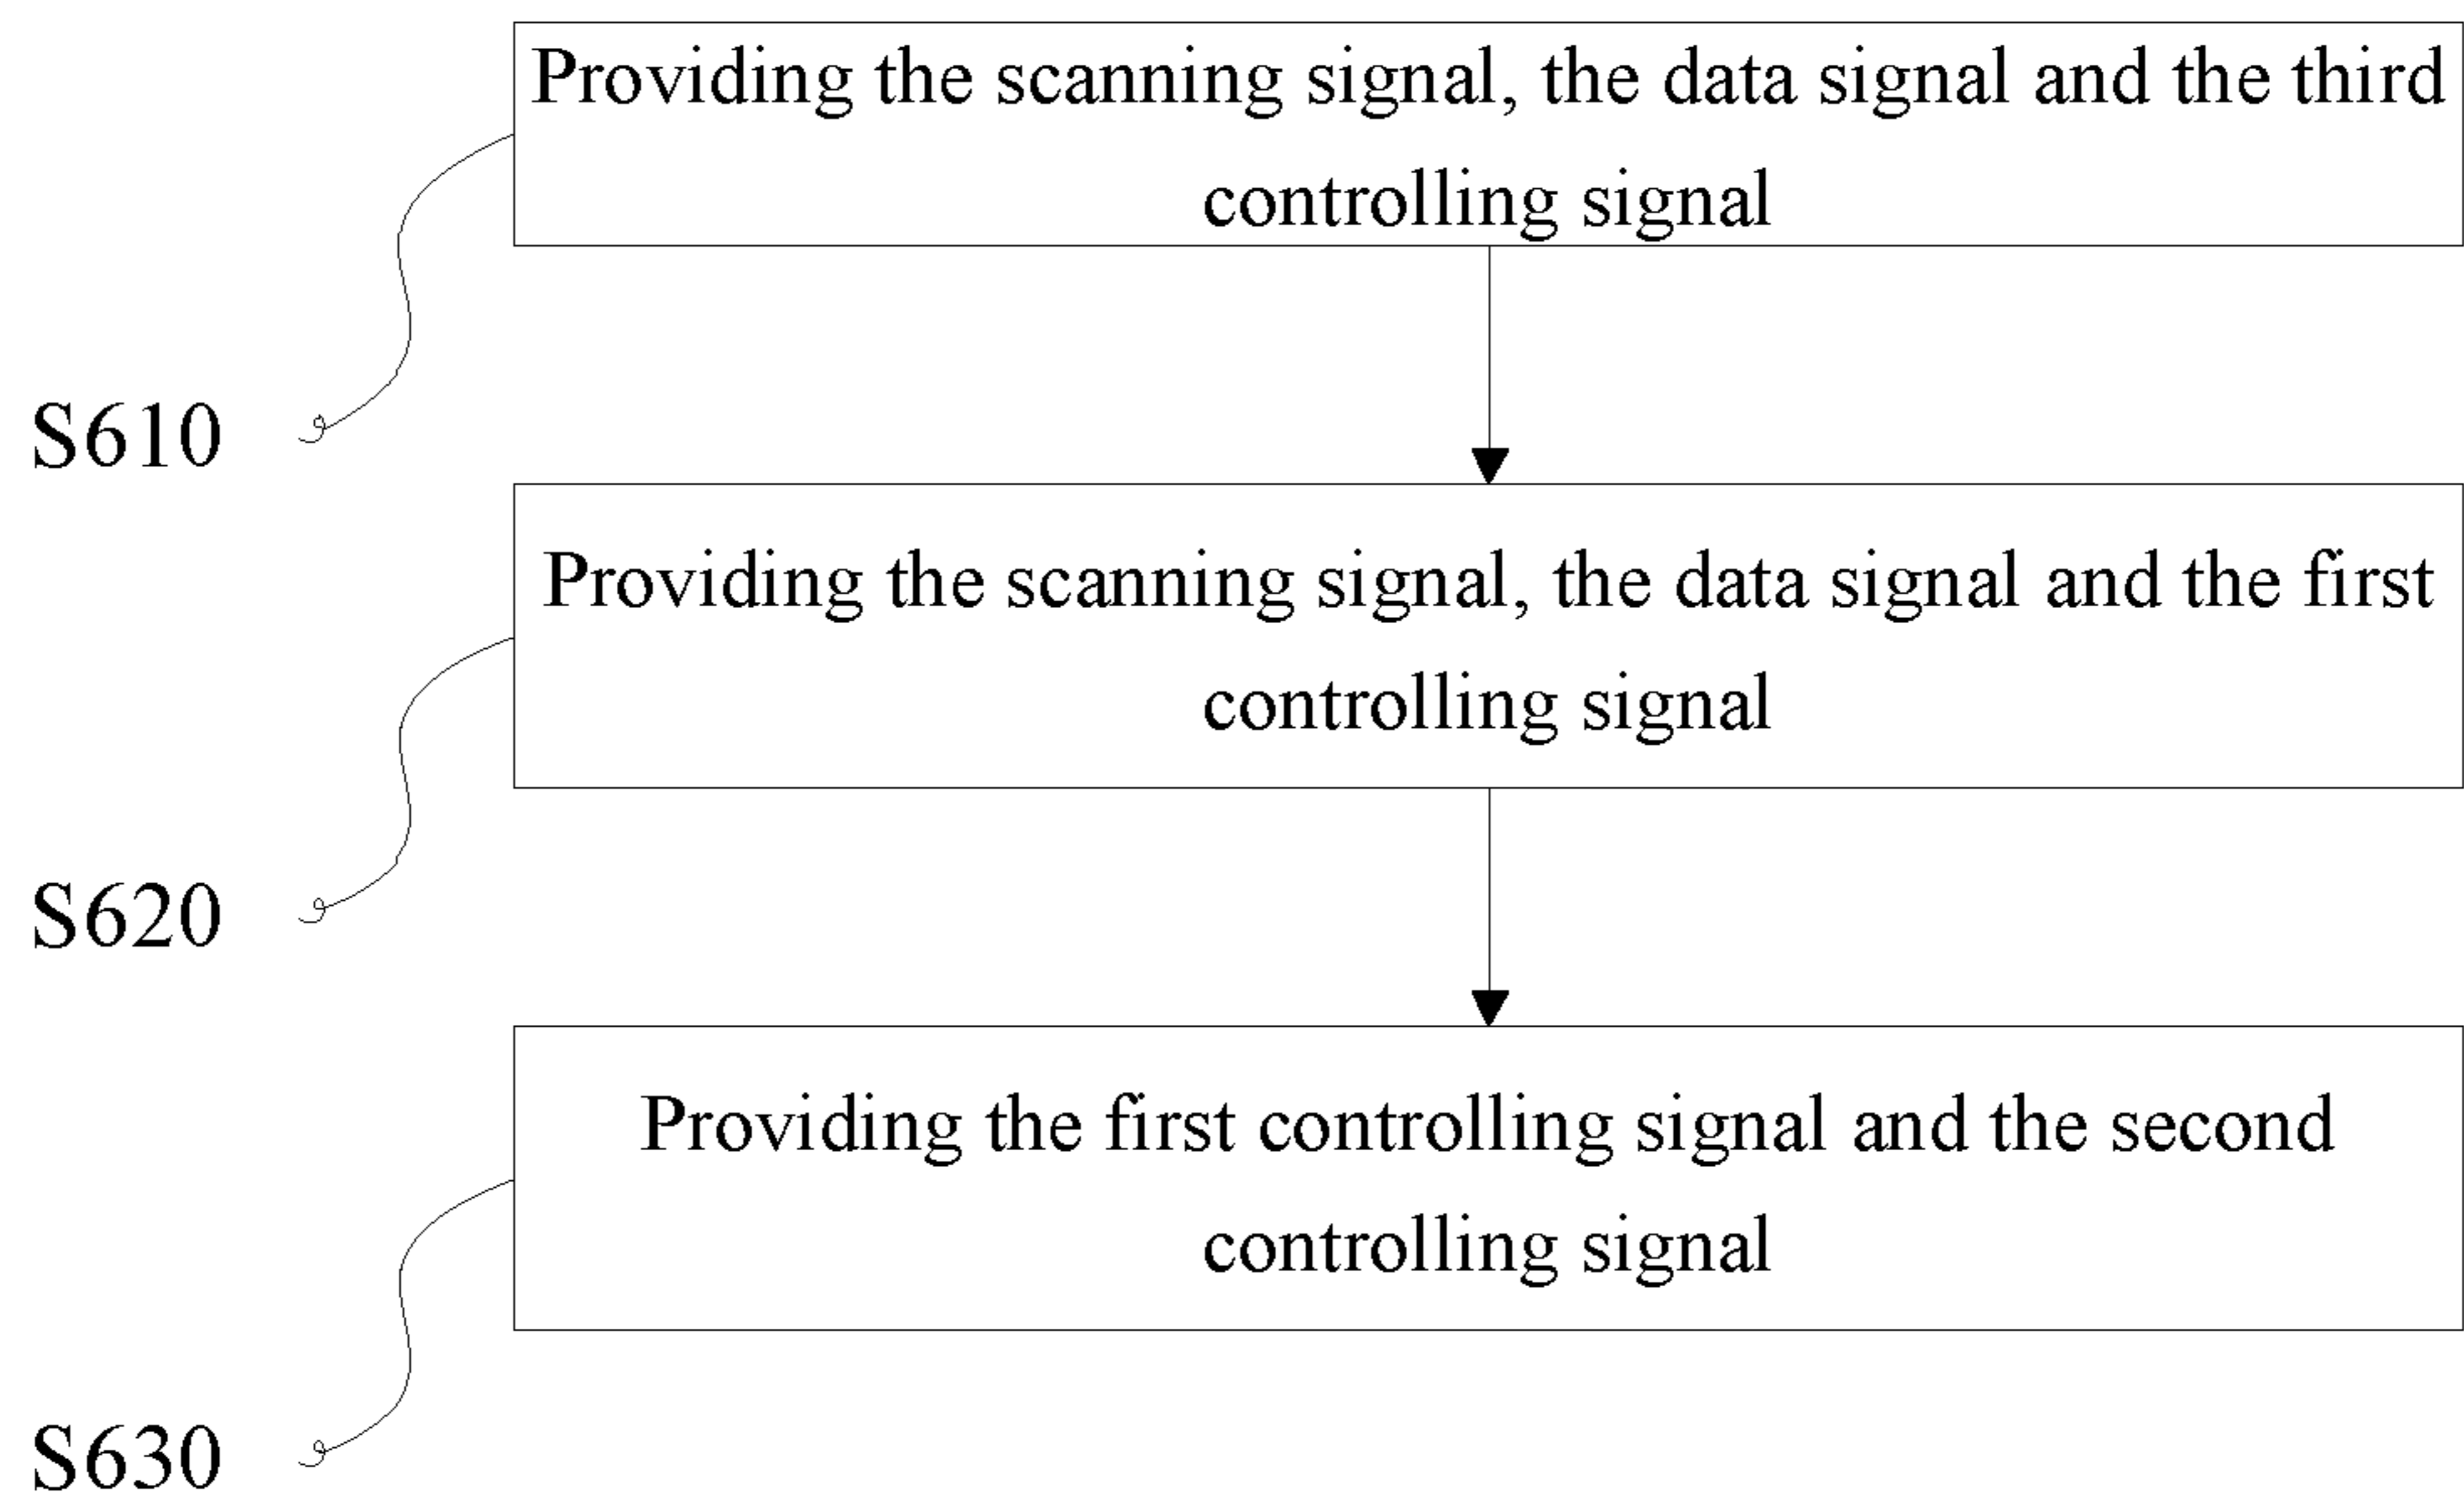 Providing the scanning signal, the data signal and the third
controlling signal
S610
Providing the scanning signal, the data signal and the first
controlling signal
S620
Providing the first controlling signal and the second
controlling signal
S630